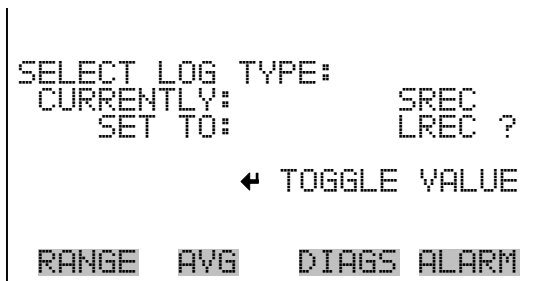 SELECT LOG TYPE:
CURRENTLY: SREC
SET TO: LREC ?
↵ TOGGLE VALUE
RANGE AVG DIAGS ALARM